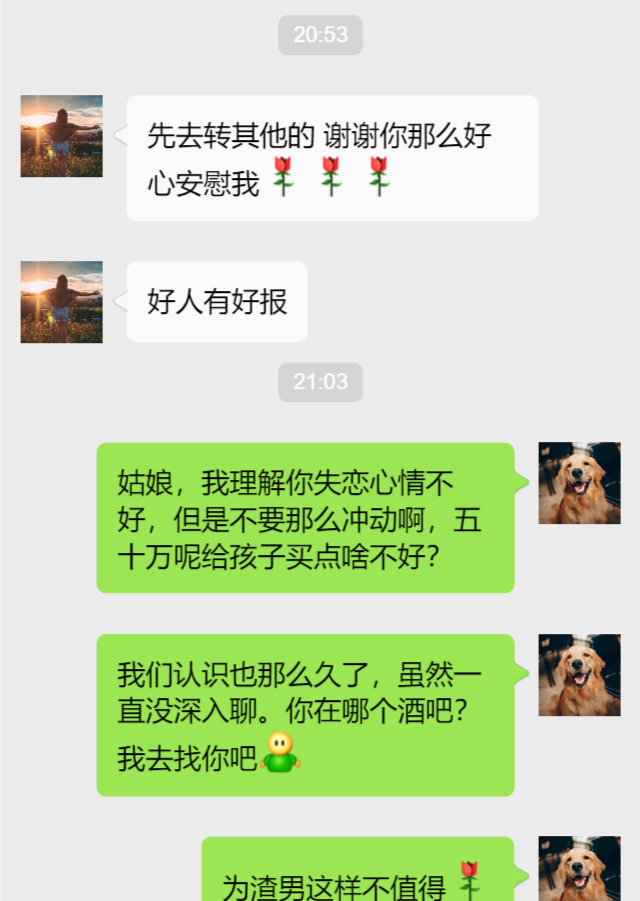 20:53
先去转其他的 谢谢你那么好
心安慰我🌹 🌹 🌹
好人有好报
21:03
姑娘，我理解你失恋心情不
好，但是不要那么冲动啊，五
十万呢给孩子买点啥不好？
我们认识也那么久了，虽然一
直没深入聊。你在哪个酒吧？
我去找你吧
为渣男这样不值得🌹